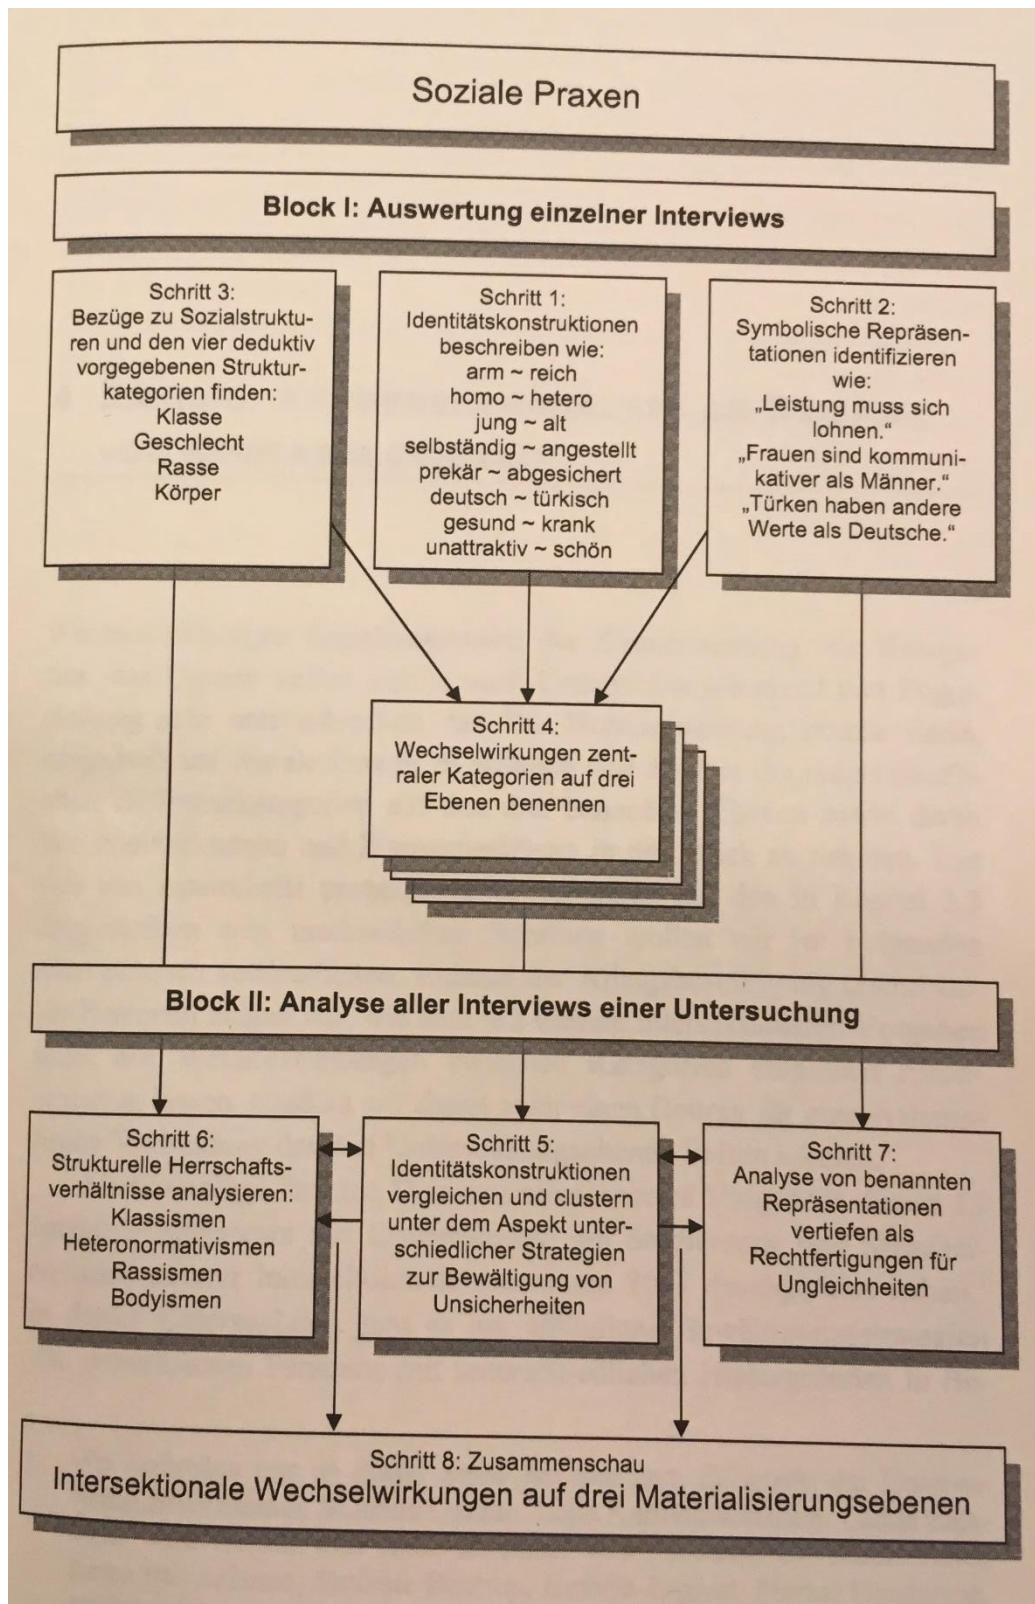 Soziale Praxen
Block I: Auswertung einzelner Interviews
Schritt 3:
Bezüge zu Sozialstruktu-
ren und den vier deduktiv
vorgegebenen Struktur-
kategorien finden:
Klasse
Geschlecht
Rasse
Körper
Schritt 1:
Identitätskonstruktionen
beschreiben wie:
arm ~ reich
homo ~ hetero
jung ~ alt
selbständig ~ angestellt
prekär ~ abgesichert
deutsch ~ türkisch
gesund ~ krank
unattraktiv ~ schön
Schritt 2:
Symbolische Repräsen-
tationen identifizieren
wie:
„Leistung muss sich
lohnen.“
„Frauen sind kommuni-
kativer als Männer.“
„Türken haben andere
Werte als Deutsche.“
Schritt 4:
Wechselwirkungen zent-
raler Kategorien auf drei
Ebenen benennen
Block II: Analyse aller Interviews einer Untersuchung
Schritt 6:
Strukturelle Herrschafts-
verhältnisse analysieren:
Klassismen
Heteronormativismen
Rassismen
Bodyismen
Schritt 5:
Identitätskonstruktionen
vergleichen und clustern
unter dem Aspekt unter-
schiedlicher Strategien
zur Bewältigung von
Unsicherheiten
Schritt 7:
Analyse von benannten
Repräsentationen
vertiefen als
Rechtfertigungen für
Ungleichheiten
Schritt 8: Zusammenschau
Intersektionale Wechselwirkungen auf drei Materialisierungsebenen